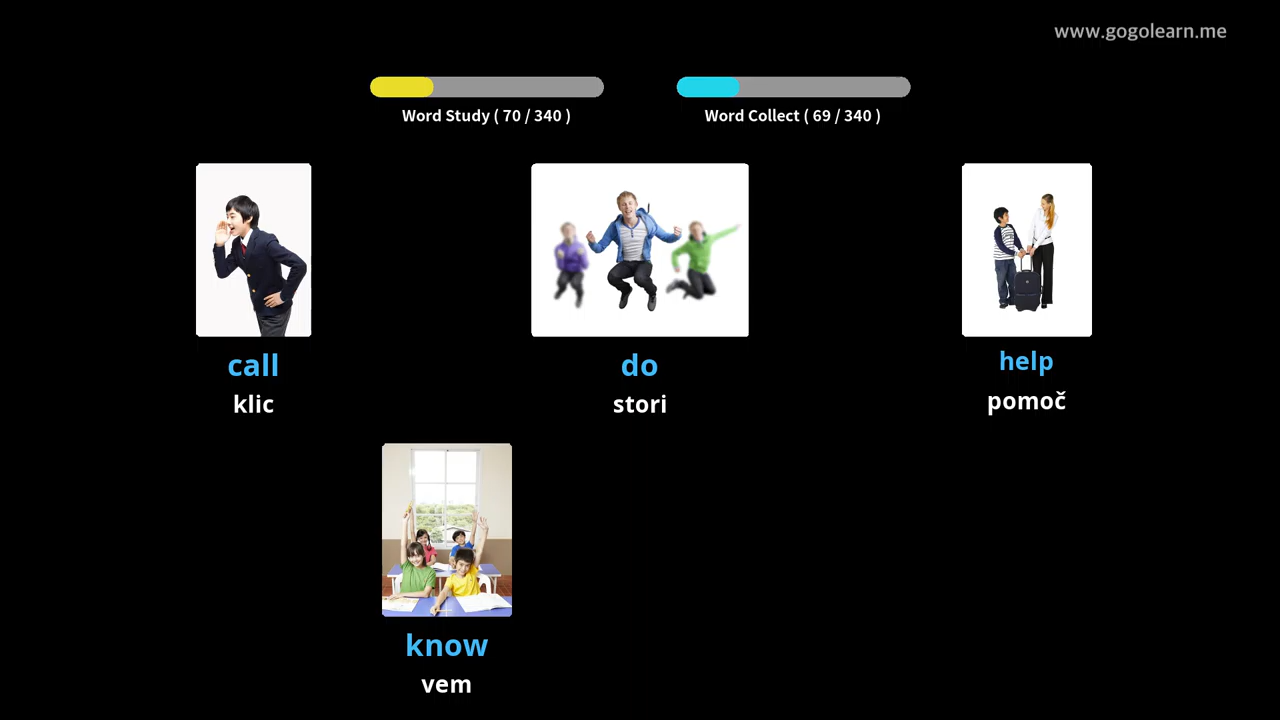 www.gogolearn.me
Word Study ( 70 / 340 )
Word Collect ( 69 / 340 )
call
klic
do
stori
help
pomoč
know
vem